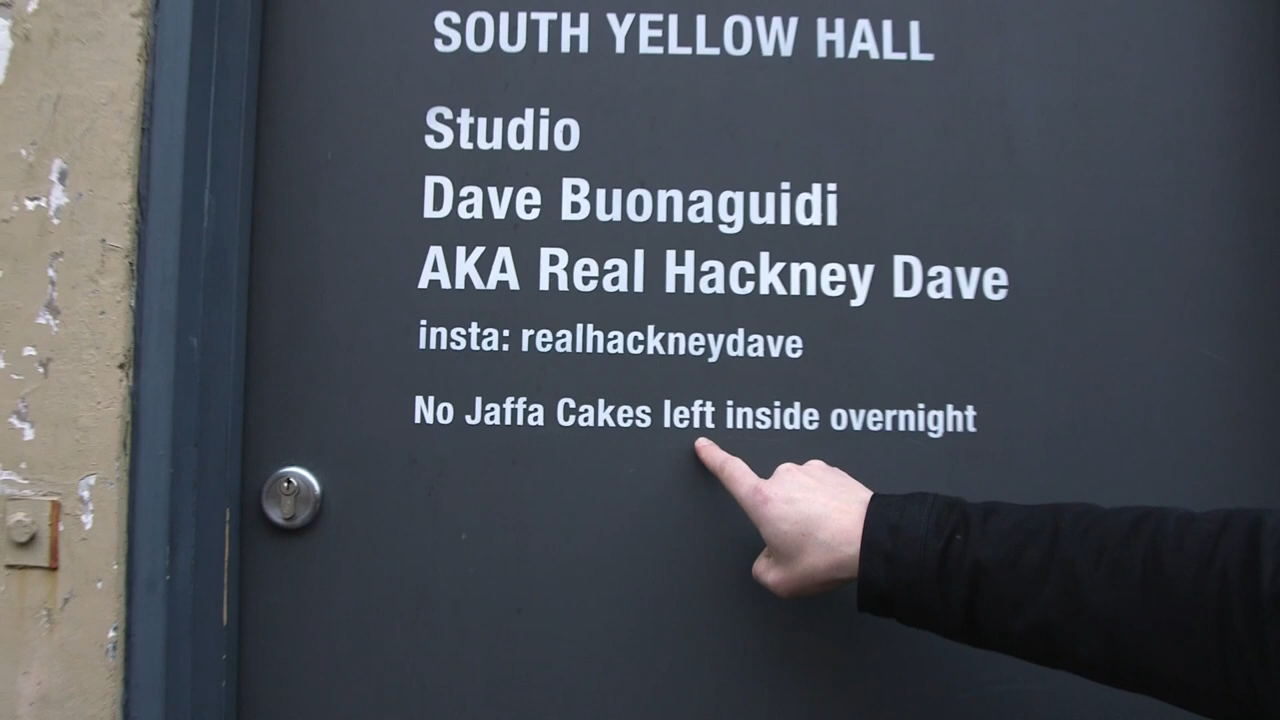 SOUTH YELLOW HALL
Studio
Dave Buonaguidi
AKA Real Hackney Dave
insta: realhackneydave
No Jaffa Cakes left inside overnight